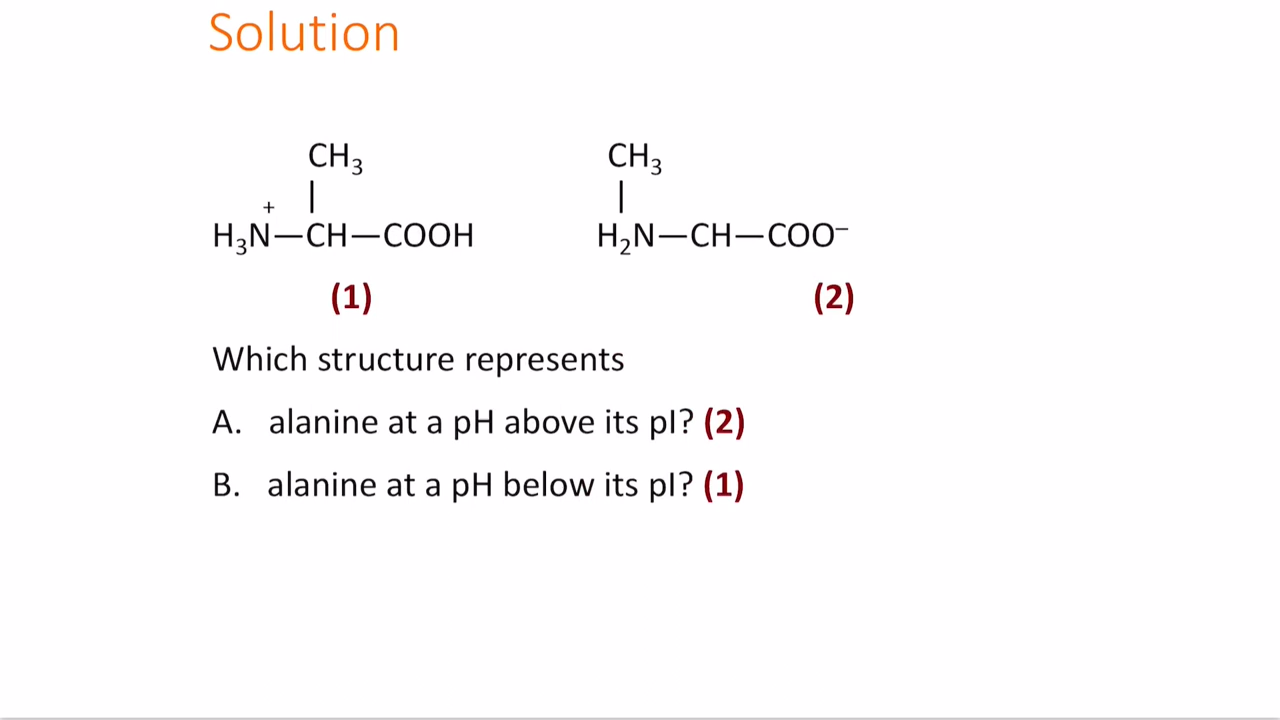 Solution
CH₃ CH₃
| |
+
H₃N—CH—COOH H₂N—CH—COO⁻
(1) (2)
Which structure represents
A. alanine at a pH above its pI? (2)
B. alanine at a pH below its pI? (1)